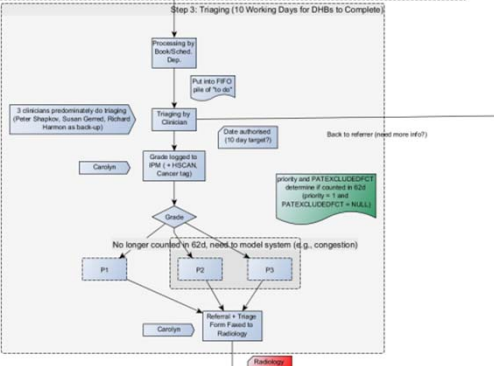 Step 3: Triaging (10 Working Days for DHBs to Complete)
Processing by
Book/Sched.
Dep.
Put into FIFO
pile of "to do"
3 clinicians predominately do triaging
(Peter Shapkov, Susan Gerred, Richard
Harmon as back-up)
Triaging by
Clinician
Date authorised
(10 day target?)
Back to referrer (need more info?)
Grade tagged to
IPM ( + HSCAN,
Cancer tag)
Carolyn
priority and PATEXCLUDEDFCT
determine if counted in 62d
(priority = 1 and
PATEXCLUDEDFCT = NULL)
Grade
No longer counted in 62d, need to model system (e.g., congestion)
P1
P2
P3
Referral + Triage
Form Faxed to
Radiology
Carolyn
Radiology